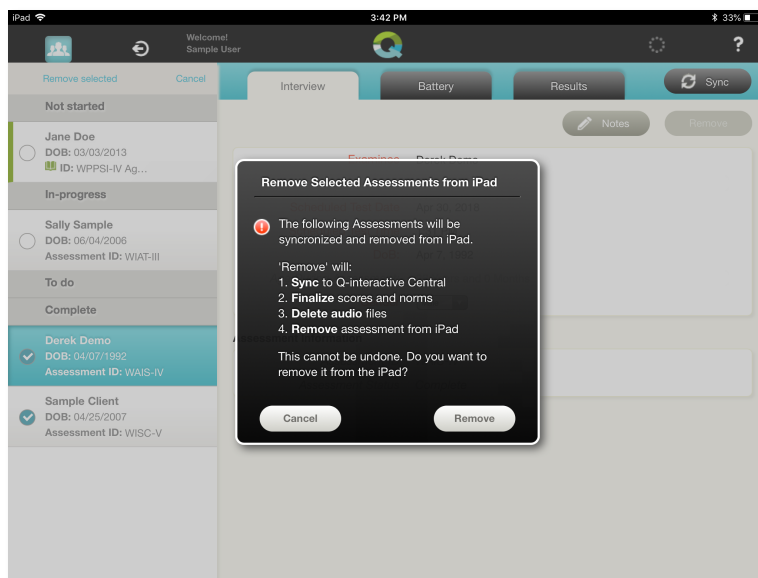 iPad 3:42 PM 33%
Welcome!
Sample User
?
Remove selected Cancel
Interview Battery Results Sync
Notes Remove
Not started
Jane Doe
DOB: 03/03/2013
ID: WPPSI-IV Ag...
In-progress
Sally Sample
DOB: 06/04/2006
Assessment ID: WIAT-III
To do
Complete
Derek Demo
DOB: 04/07/1992
Assessment ID: WAIS-IV
Sample Client
DOB: 04/25/2007
Assessment ID: WISC-V
Examinee Derek Demo
Remove Selected Assessments from iPad
The following Assessments will be
syncronized and removed from iPad.
'Remove' will:
1. Sync to Q-interactive Central
2. Finalize scores and norms
3. Delete audio files
4. Remove assessment from iPad
This cannot be undone. Do you want to
remove it from the iPad?
Cancel Remove